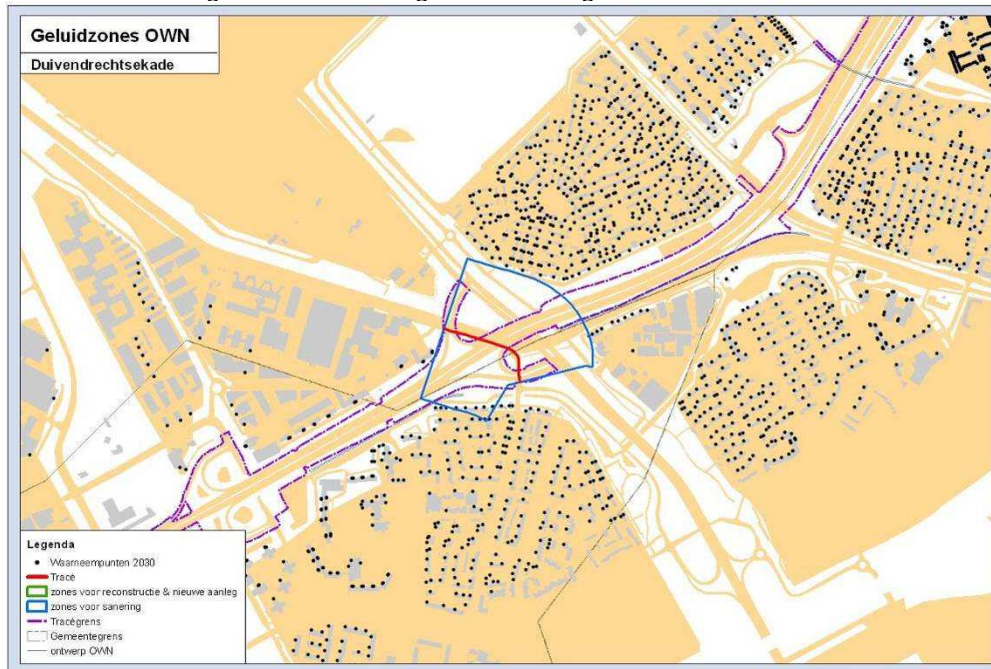 Geluidzones OWN
Duivendrechtsekade
Legenda
Waarneempunten 2030
Tracé
zones voor reconstructie & nieuwe aanleg
zones voor sanering
Tracégrens
Gemeentegrens
ontwerp OWN